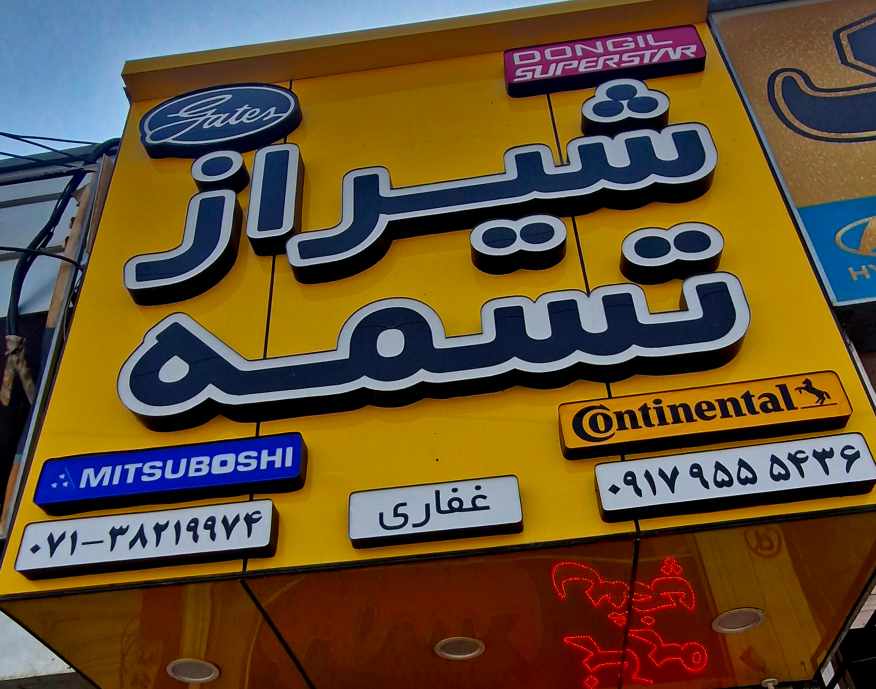 DONGIL
SUPERSTAR
Gates
شیراز
تسمه
Continental
MITSUBOSHI
۰۹۱۷ ۹۵۵ ۵۴۳۶
غفاری
۰۷۱-۳۸۲۱۹۹۷۴